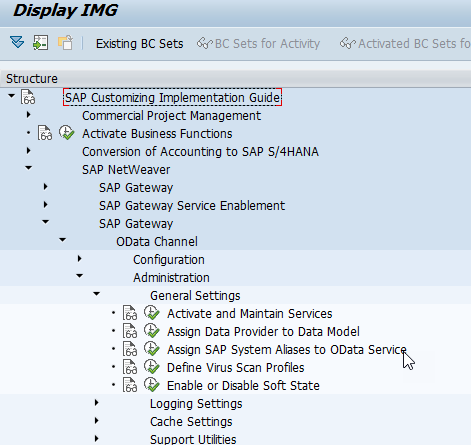 Display IMG
Existing BC Sets BC Sets for Activity Activated BC Sets fo
Structure
SAP Customizing Implementation Guide
Commercial Project Management
Activate Business Functions
Conversion of Accounting to SAP S/4HANA
SAP NetWeaver
SAP Gateway
SAP Gateway Service Enablement
SAP Gateway
OData Channel
Configuration
Administration
General Settings
Activate and Maintain Services
Assign Data Provider to Data Model
Assign SAP System Aliases to OData Service
Define Virus Scan Profiles
Enable or Disable Soft State
Logging Settings
Cache Settings
Support Utilities